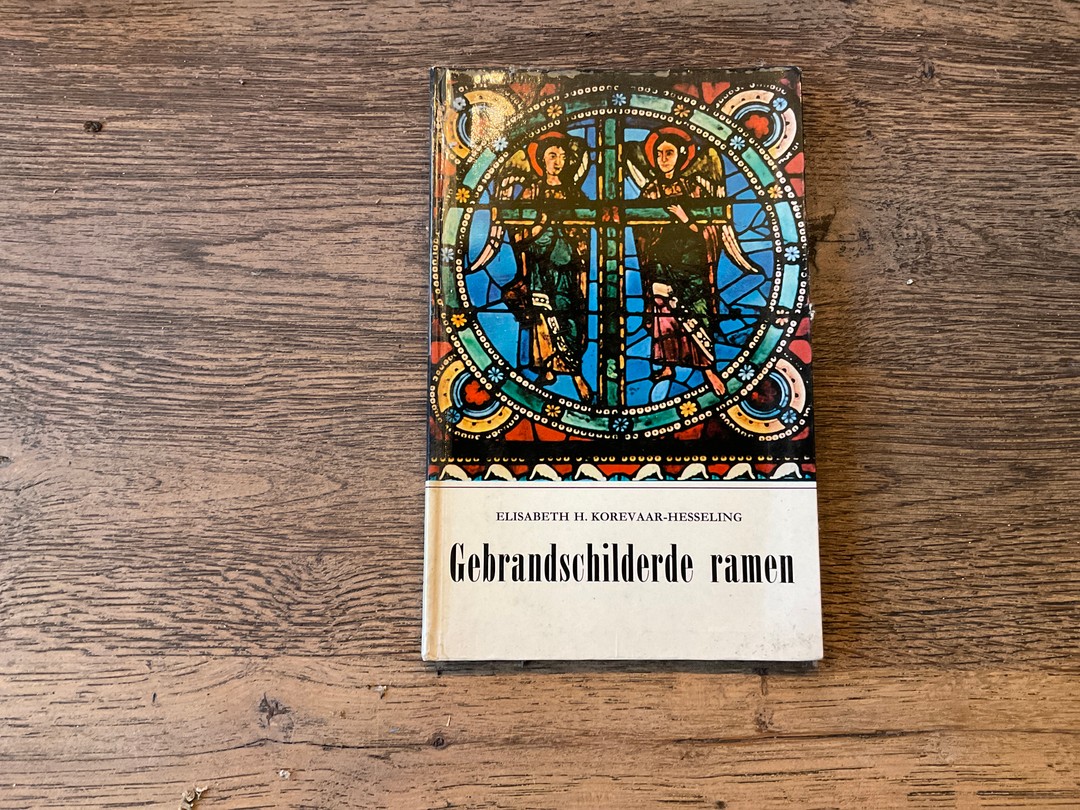 ELISABETH H. KOREVAAR-HESSELING
Gebrandschilderde ramen